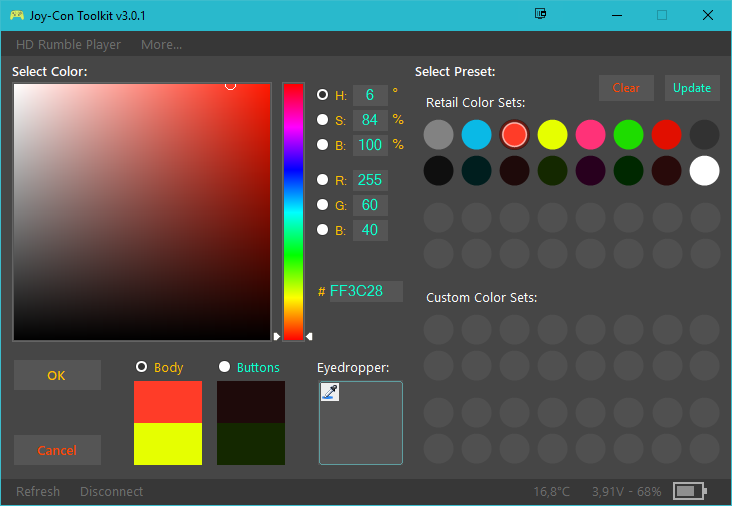 Joy-Con Toolkit v3.0.1
HD Rumble Player More...
Select Color:
Select Preset:
Clear Update
Retail Color Sets:
H: 6 °
S: 84 %
B: 100 %
R: 255
G: 60
B: 40
# FF3C28
Custom Color Sets:
OK
Cancel
Body Buttons
Eyedropper:
Refresh Disconnect
16,8°C 3,91V - 68%